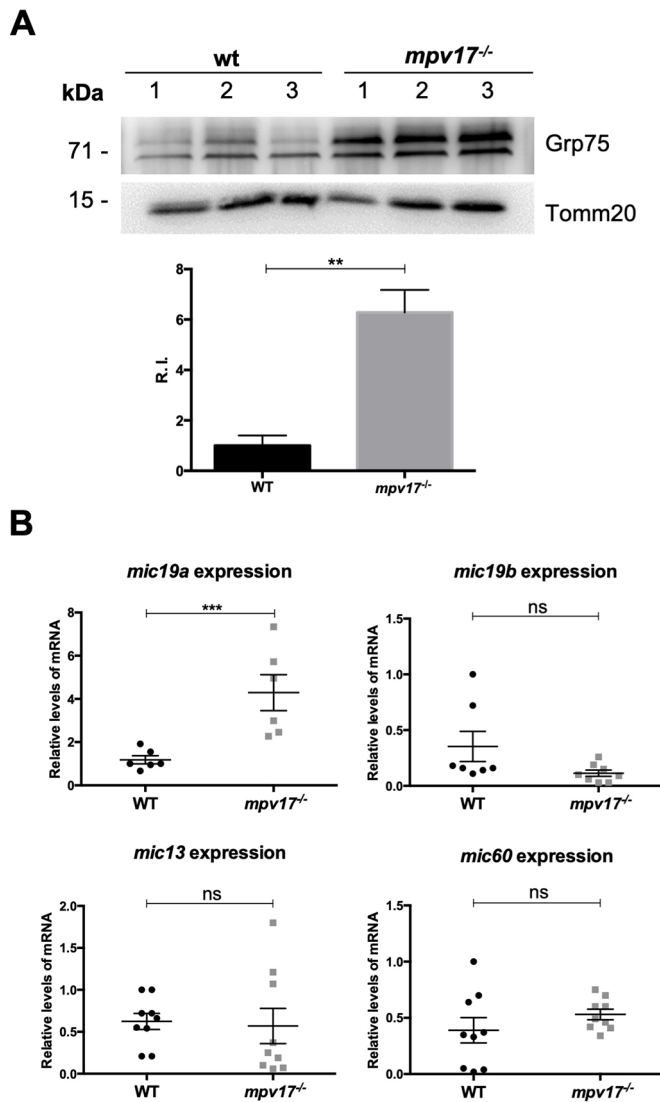 A
wt mpv17-/-
kDa 1 2 3 1 2 3
71 - Grp75
15 - Tomm20
8
6
4
2
0
R. I.
**
WT mpv17-/-
B
mic19a expression
Relative levels of mRNA
8
6
4
2
0
***
WT mpv17-/-
mic19b expression
Relative levels of mRNA
1.5
1.0
0.5
0.0
ns
WT mpv17-/-
mic13 expression
Relative levels of mRNA
2.0
1.5
1.0
0.5
0.0
ns
WT mpv17-/-
mic60 expression
Relative levels of mRNA
1.5
1.0
0.5
0.0
ns
WT mpv17-/-